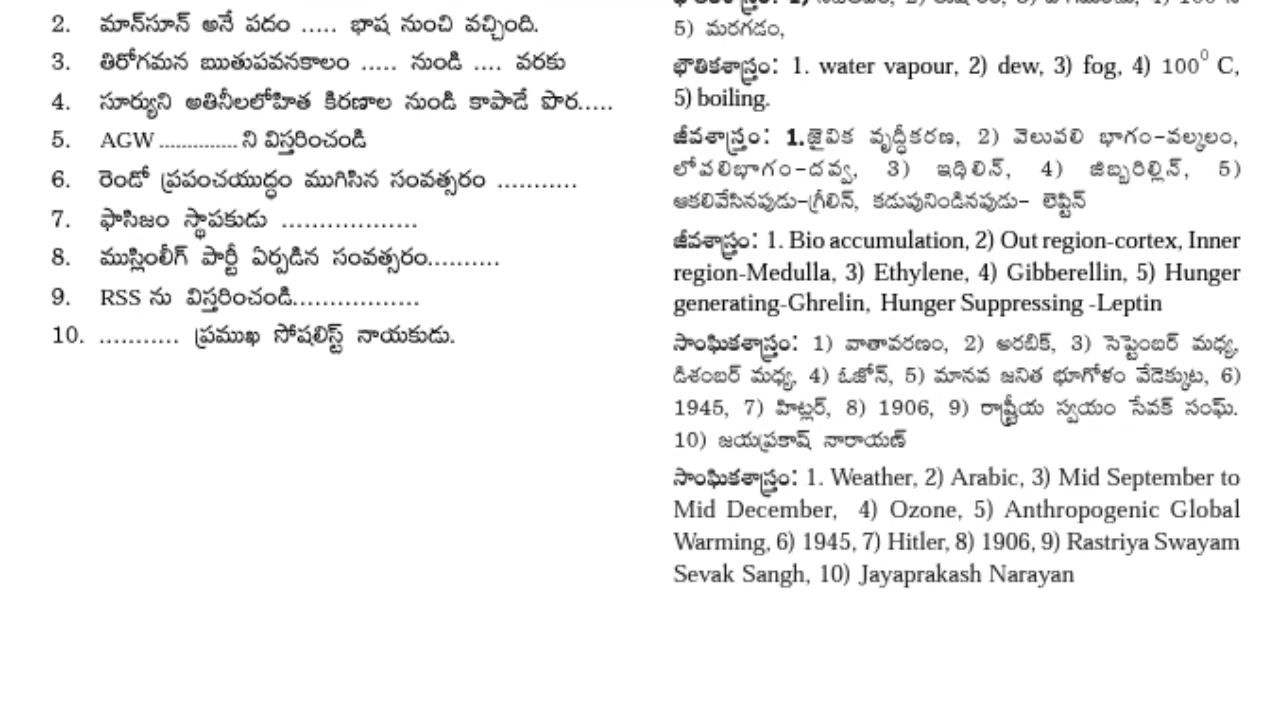 2. మాన్‌సూన్ అనే పదం ..... భాష నుంచి వచ్చింది.
3. తిరోగమన ఋతుపవనకాలం ..... నుండి .... వరకు
4. సూర్యుని అతినీలలోహిత కిరణాల నుండి కాపాడే పొర.....
5. AGW .............. ని విస్తరించండి
6. రెండో ప్రపంచయుద్ధం ముగిసిన సంవత్సరం ...........
7. ఫాసిజం స్థాపకుడు ..................
8. ముస్లింలీగ్ పార్టీ ఏర్పడిన సంవత్సరం..........
9. RSS ను విస్తరించండి.................
10. ........... ప్రముఖ సోషలిస్ట్ నాయకుడు.
5) మరగడం,
భౌతికశాస్త్రం: 1. water vapour, 2) dew, 3) fog, 4) 100⁰ C,
5) boiling.
జీవశాస్త్రం: 1.జైవిక వృద్ధీకరణ, 2) వెలుపలి భాగం-వల్కలం,
లోపలిభాగం-దవ్వ, 3) ఇథిలిన్, 4) జిబ్బరిల్లిన్, 5)
ఆకలివేసినపుడు-గ్రీలిన్, కడుపునిండినపుడు- లెప్టిన్
జీవశాస్త్రం: 1. Bio accumulation, 2) Out region-cortex, Inner
region-Medulla, 3) Ethylene, 4) Gibberellin, 5) Hunger
generating-Ghrelin, Hunger Suppressing -Leptin
సాంఘికశాస్త్రం: 1) వాతావరణం, 2) అరబిక్, 3) సెప్టెంబర్ మధ్య,
డిశంబర్ మధ్య, 4) ఓజోన్, 5) మానవ జనిత భూగోళం వేడెక్కుట, 6)
1945, 7) హిట్లర్, 8) 1906, 9) రాష్ట్రీయ స్వయం సేవక్ సంఘ్.
10) జయప్రకాష్ నారాయణ్
సాంఘికశాస్త్రం: 1. Weather, 2) Arabic, 3) Mid September to
Mid December, 4) Ozone, 5) Anthropogenic Global
Warming, 6) 1945, 7) Hitler, 8) 1906, 9) Rastriya Swayam
Sevak Sangh, 10) Jayaprakash Narayan